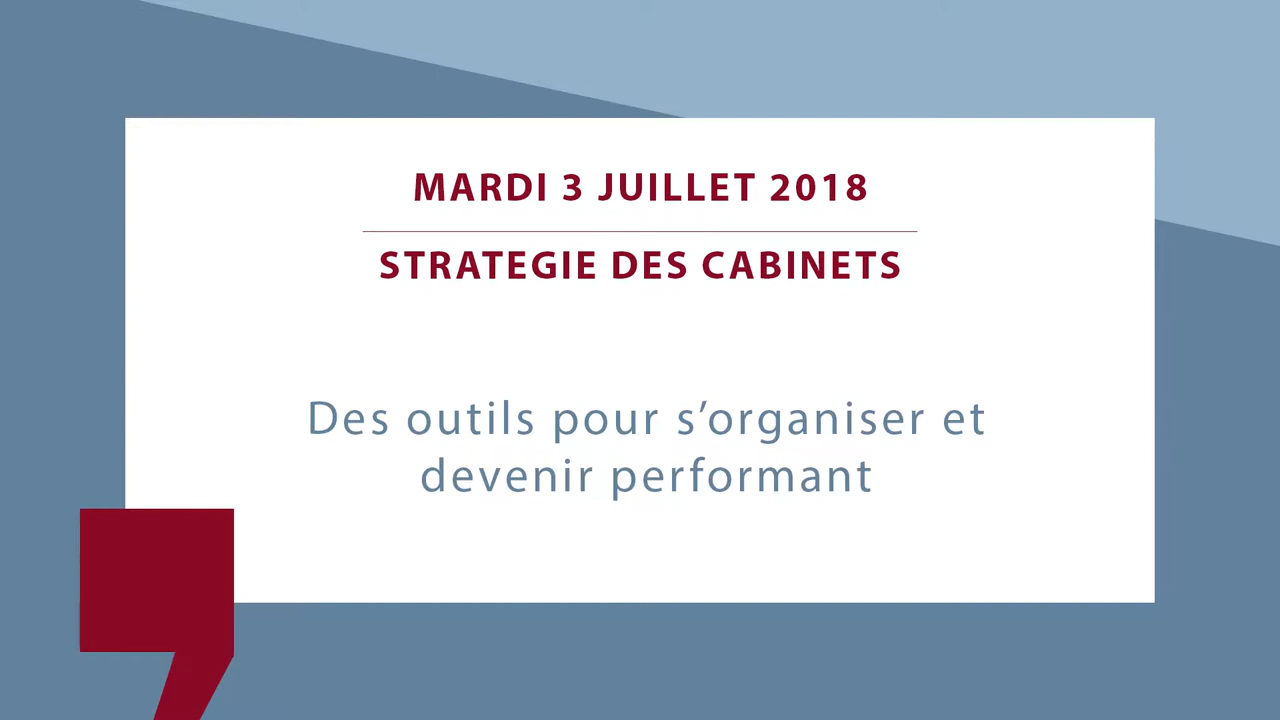 MARDI 3 JUILLET 2018
STRATEGIE DES CABINETS
Des outils pour s’organiser et
devenir performant